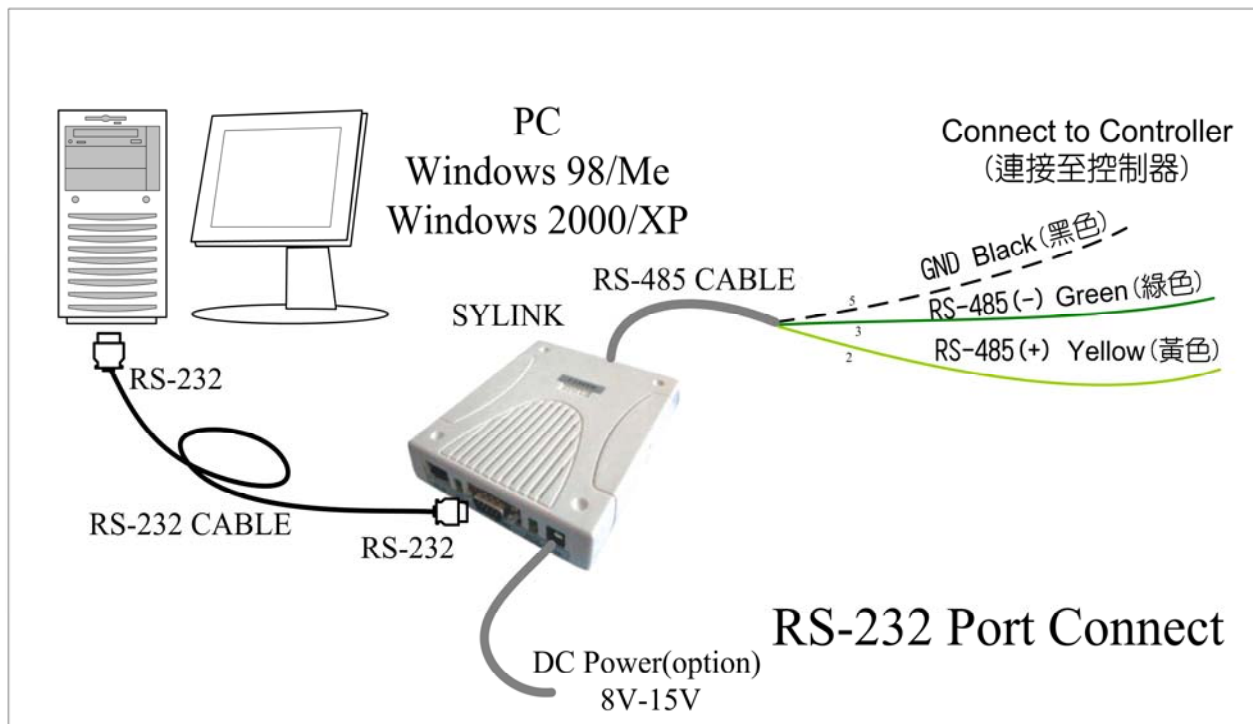 PC
Windows 98/Me
Windows 2000/XP
Connect to Controller
(連接至控制器)
GND Black(黑色)
5
RS-485(-) Green(綠色)
3
RS-485(+) Yellow(黃色)
2
RS-485 CABLE
SYLINK
RS-232
RS-232 CABLE
RS-232
DC Power(option)
8V-15V
RS-232 Port Connect